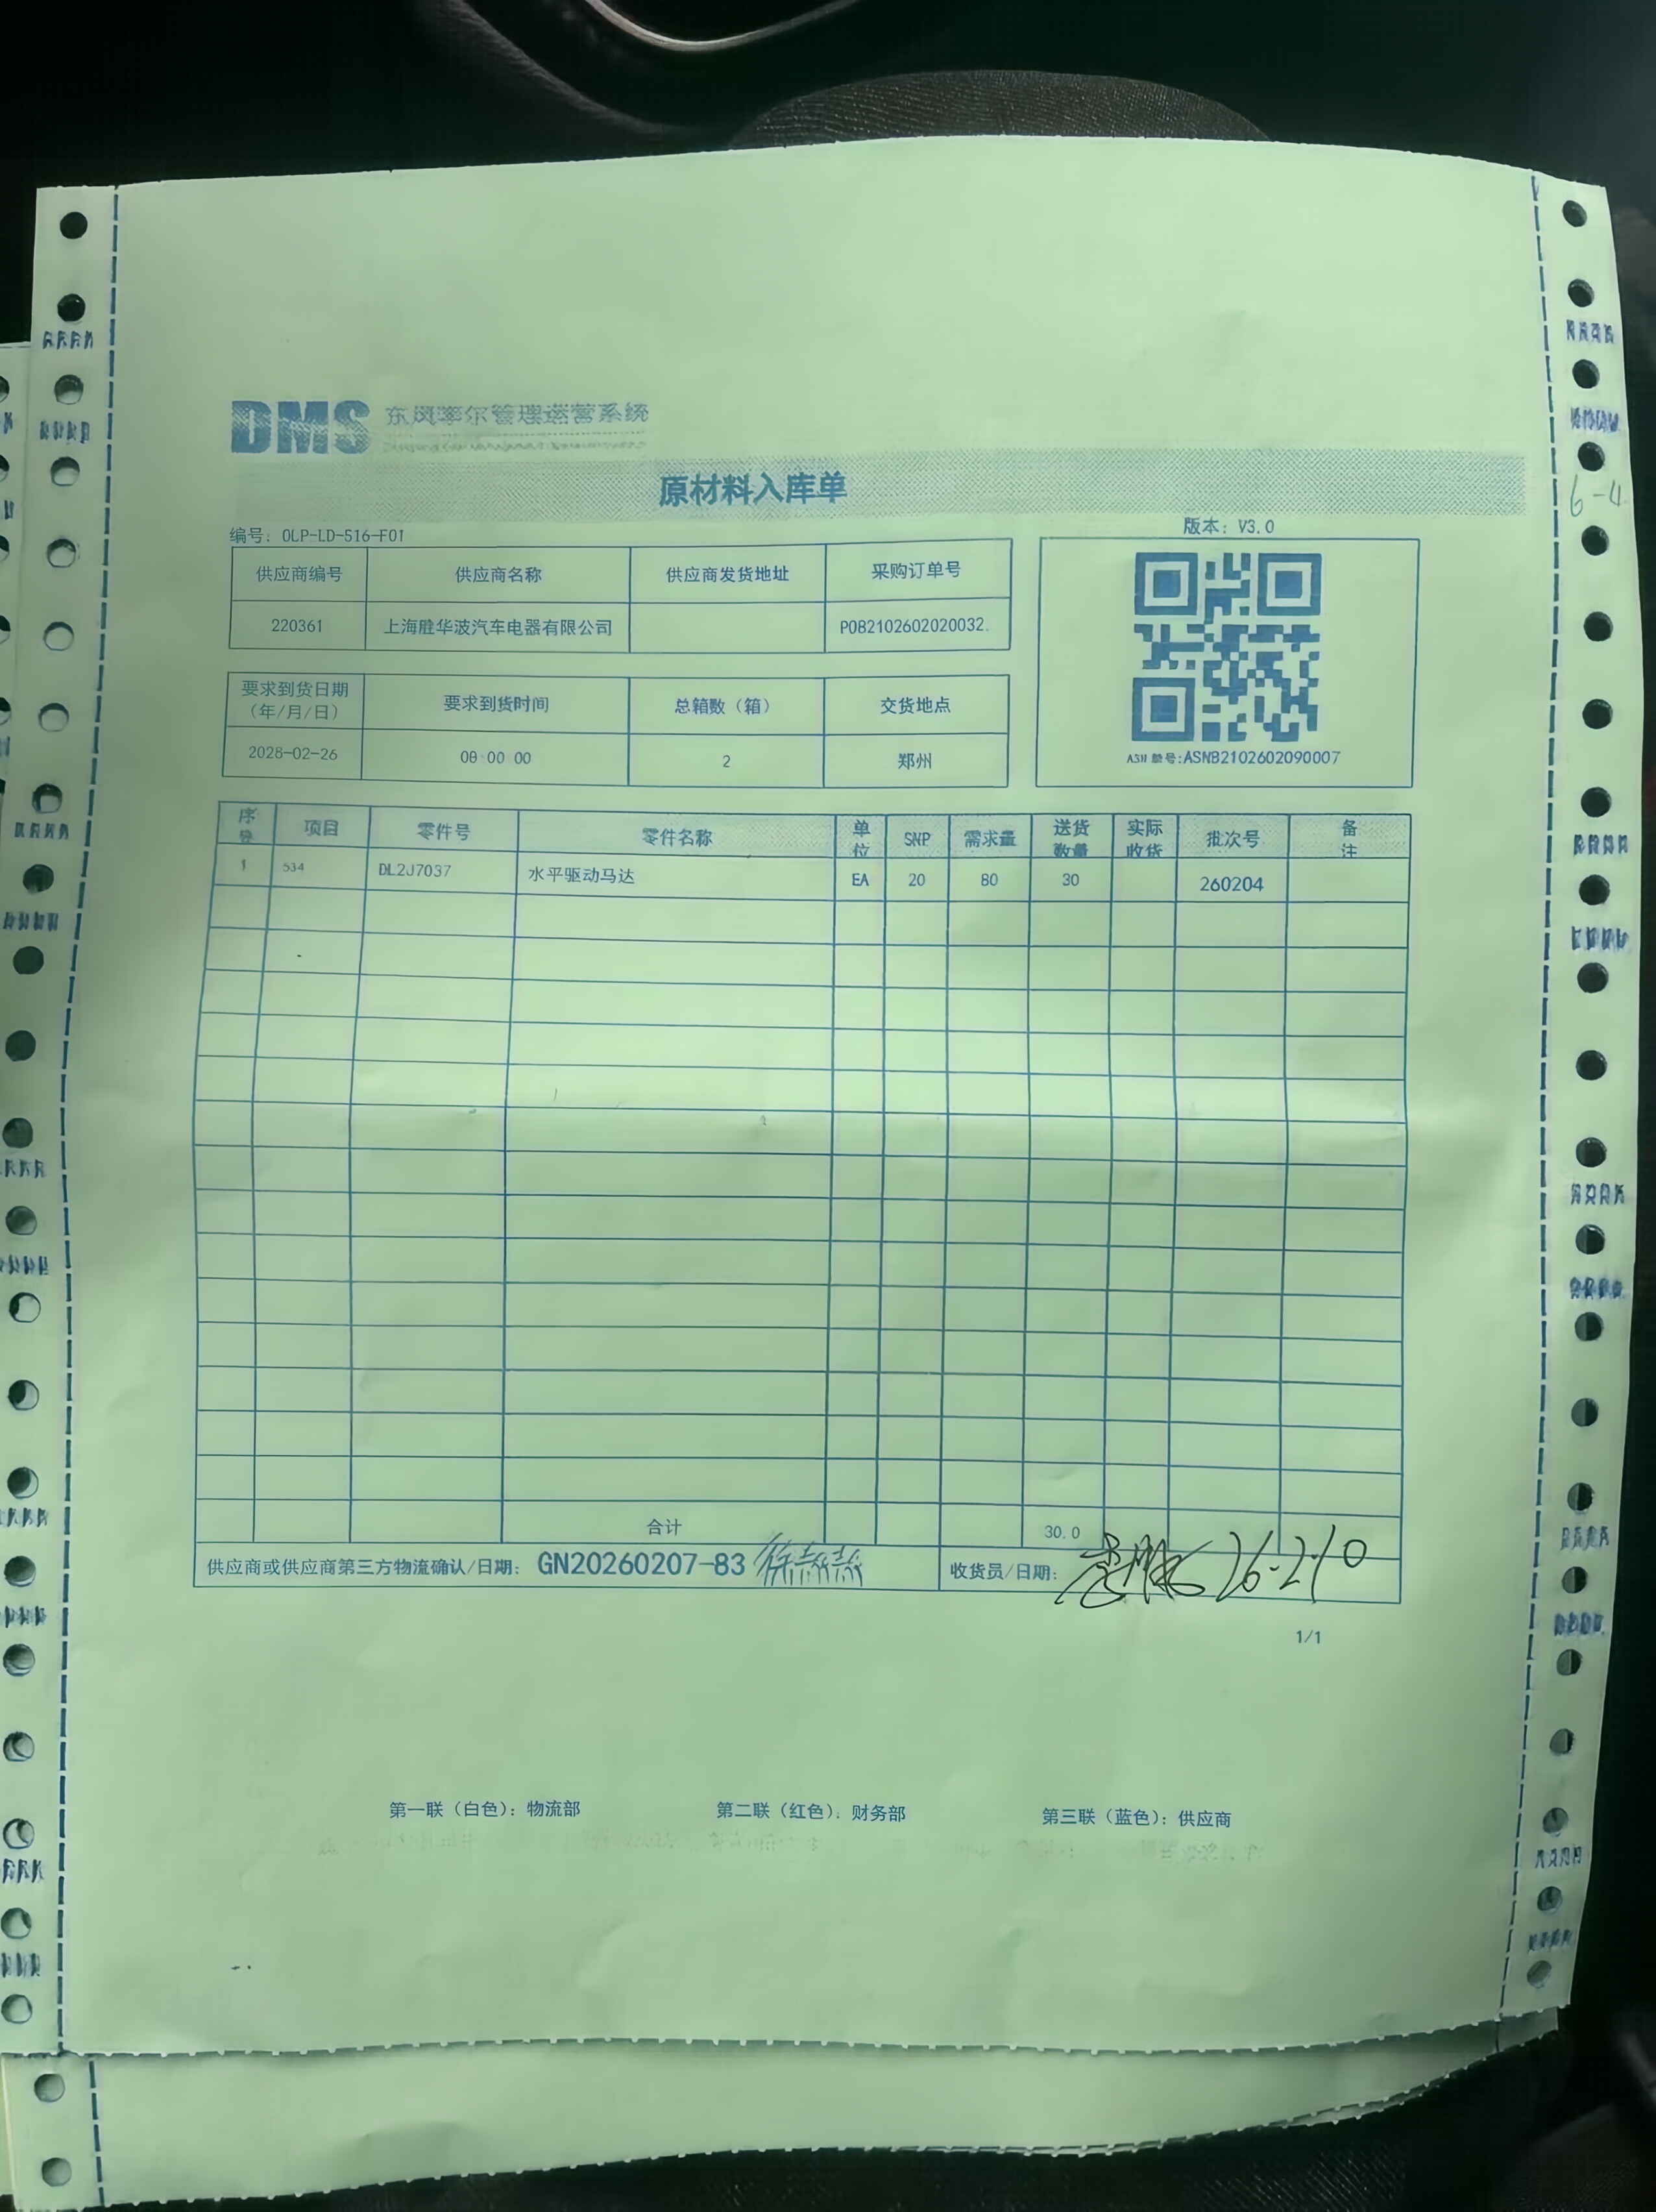 DMS 东风李尔管理运营系统
原材料入库单
编号: OLP-LD-S16-F01
版本: V3.0
供应商编号 供应商名称 供应商发货地址 采购订单号
220361 上海胜华波汽车电器有限公司 POB2102602020032.
要求到货日期 (年/月/日) 要求到货时间 总箱数（箱） 交货地点
2026-02-26 00:00:00 2 郑州
ASN 单号:ASNB2102602090007
序号 项目 零件号 零件名称 单位 SNP 需求量 送货数量 实际收货 批次号 备注
1 534 DL2J7037 水平驱动马达 EA 20 80 30 260204
合计 30.0
供应商或供应商第三方物流确认/日期: GN20260207-83 徐
收货员/日期: 26-2-10
1/1
第一联（白色）: 物流部 第二联（红色）: 财务部 第三联（蓝色）: 供应商
6-4